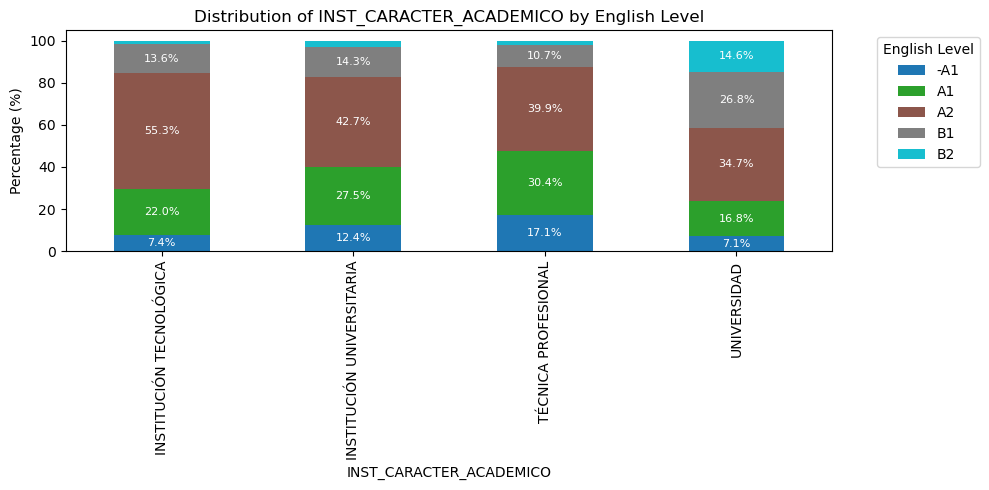 Distribution of INST_CARACTER_ACADEMICO by English Level
Percentage (%)
100
80
60
40
20
0
13.6%
55.3%
22.0%
7.4%
14.3%
42.7%
27.5%
12.4%
10.7%
39.9%
30.4%
17.1%
14.6%
26.8%
34.7%
16.8%
7.1%
INSTITUCIÓN TECNOLÓGICA
INSTITUCIÓN UNIVERSITARIA
TÉCNICA PROFESIONAL
UNIVERSIDAD
INST_CARACTER_ACADEMICO
English Level
-A1
A1
A2
B1
B2